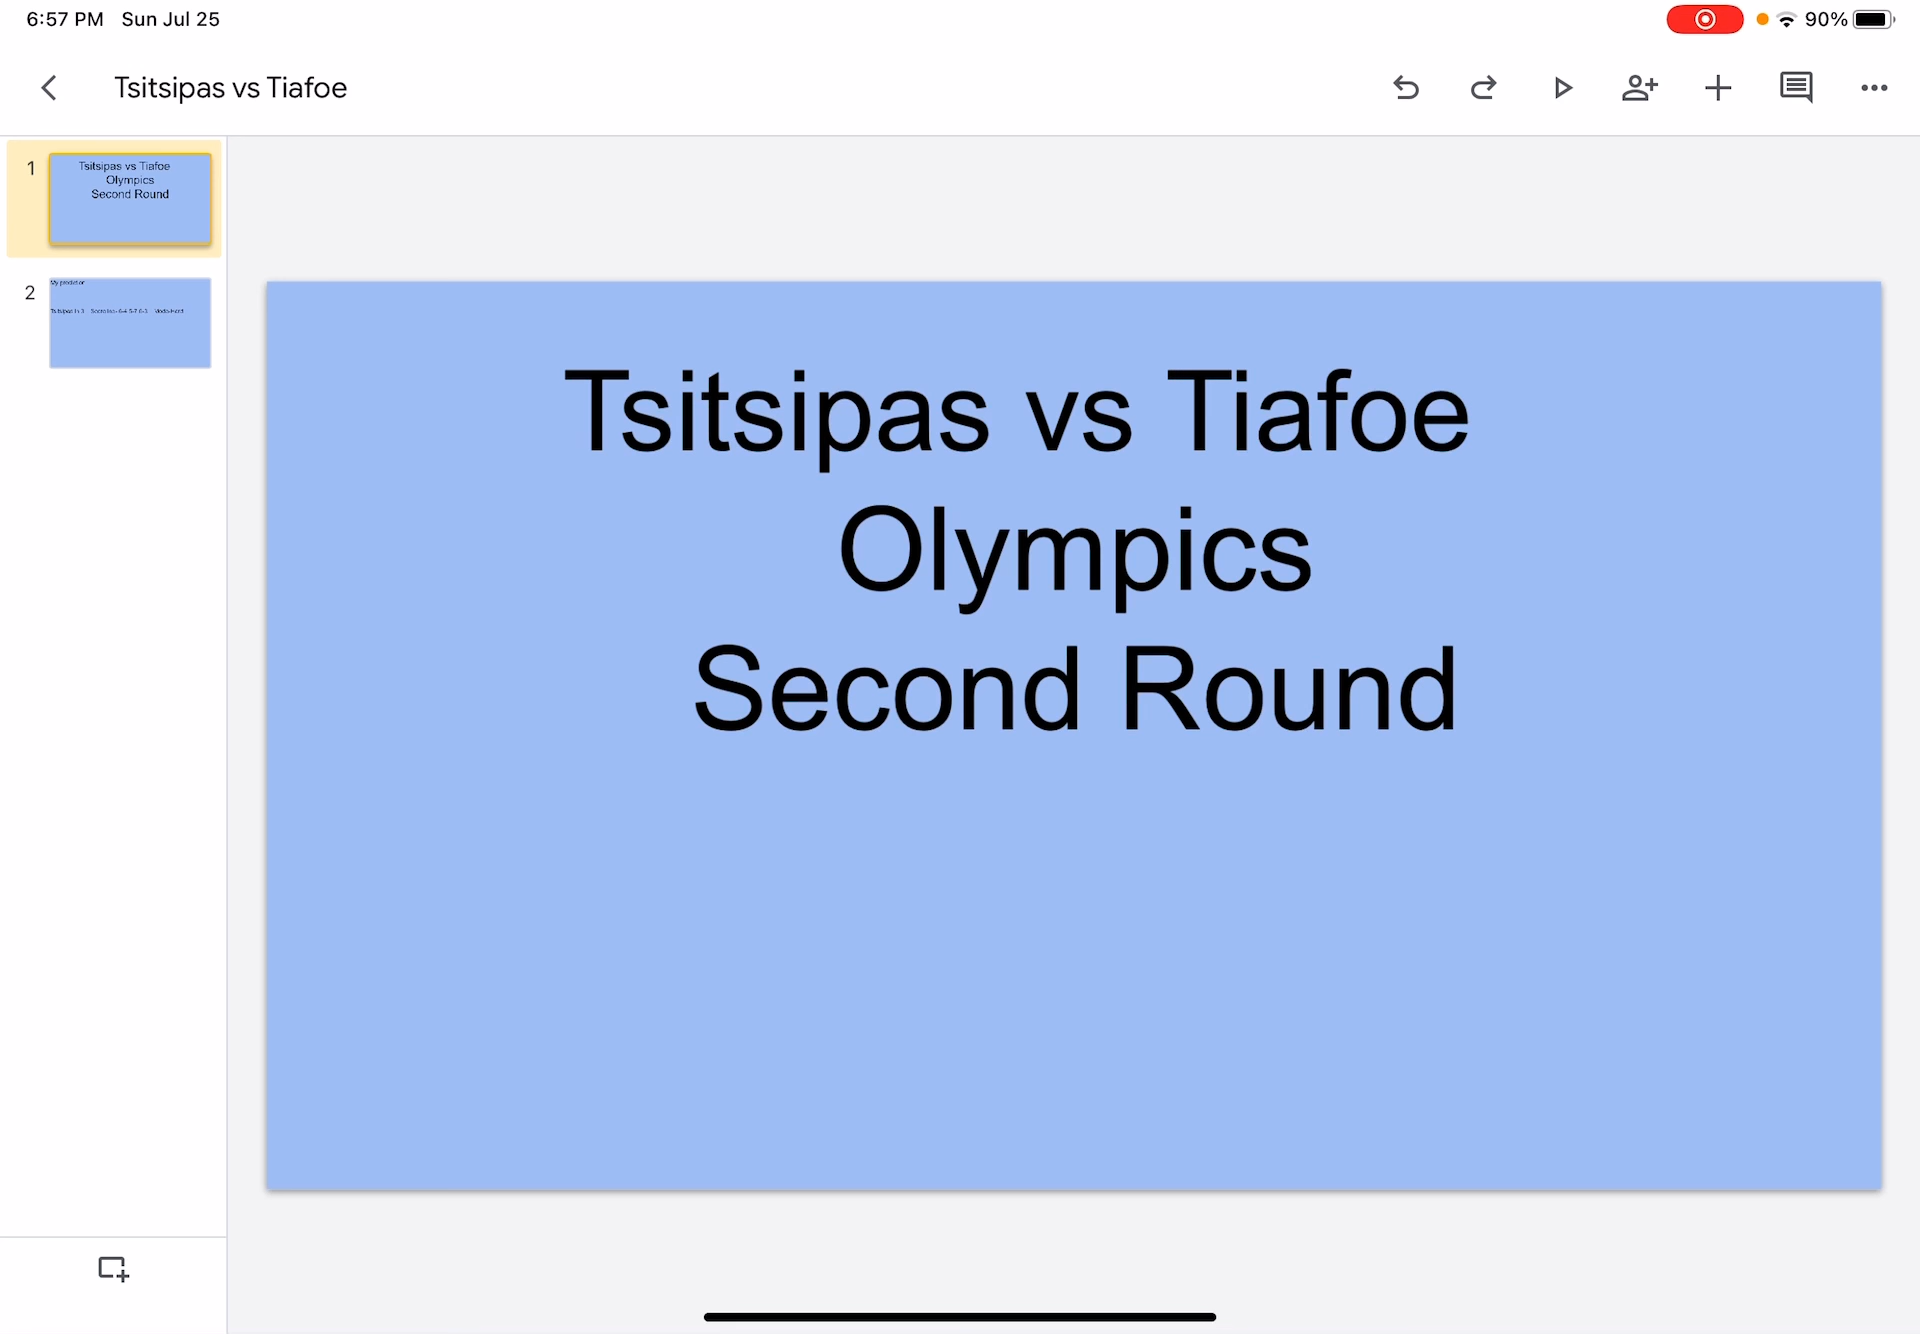 6:57 PM Sun Jul 25
90%
Tsitsipas vs Tiafoe
1
Tsitsipas vs Tiafoe
Olympics
Second Round
2
Tsitsipas vs Tiafoe
Olympics
Second Round